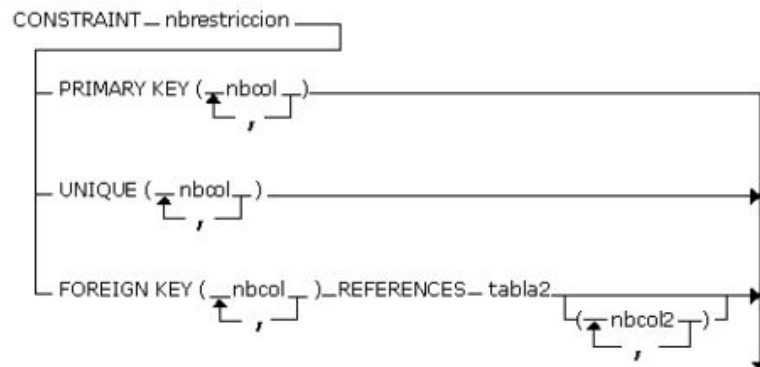 CONSTRAINT nbrestriccion
PRIMARY KEY ( nbcol )
,
UNIQUE ( nbcol )
,
FOREIGN KEY ( nbcol ) REFERENCES tabla2
( nbcol2 )
, ,